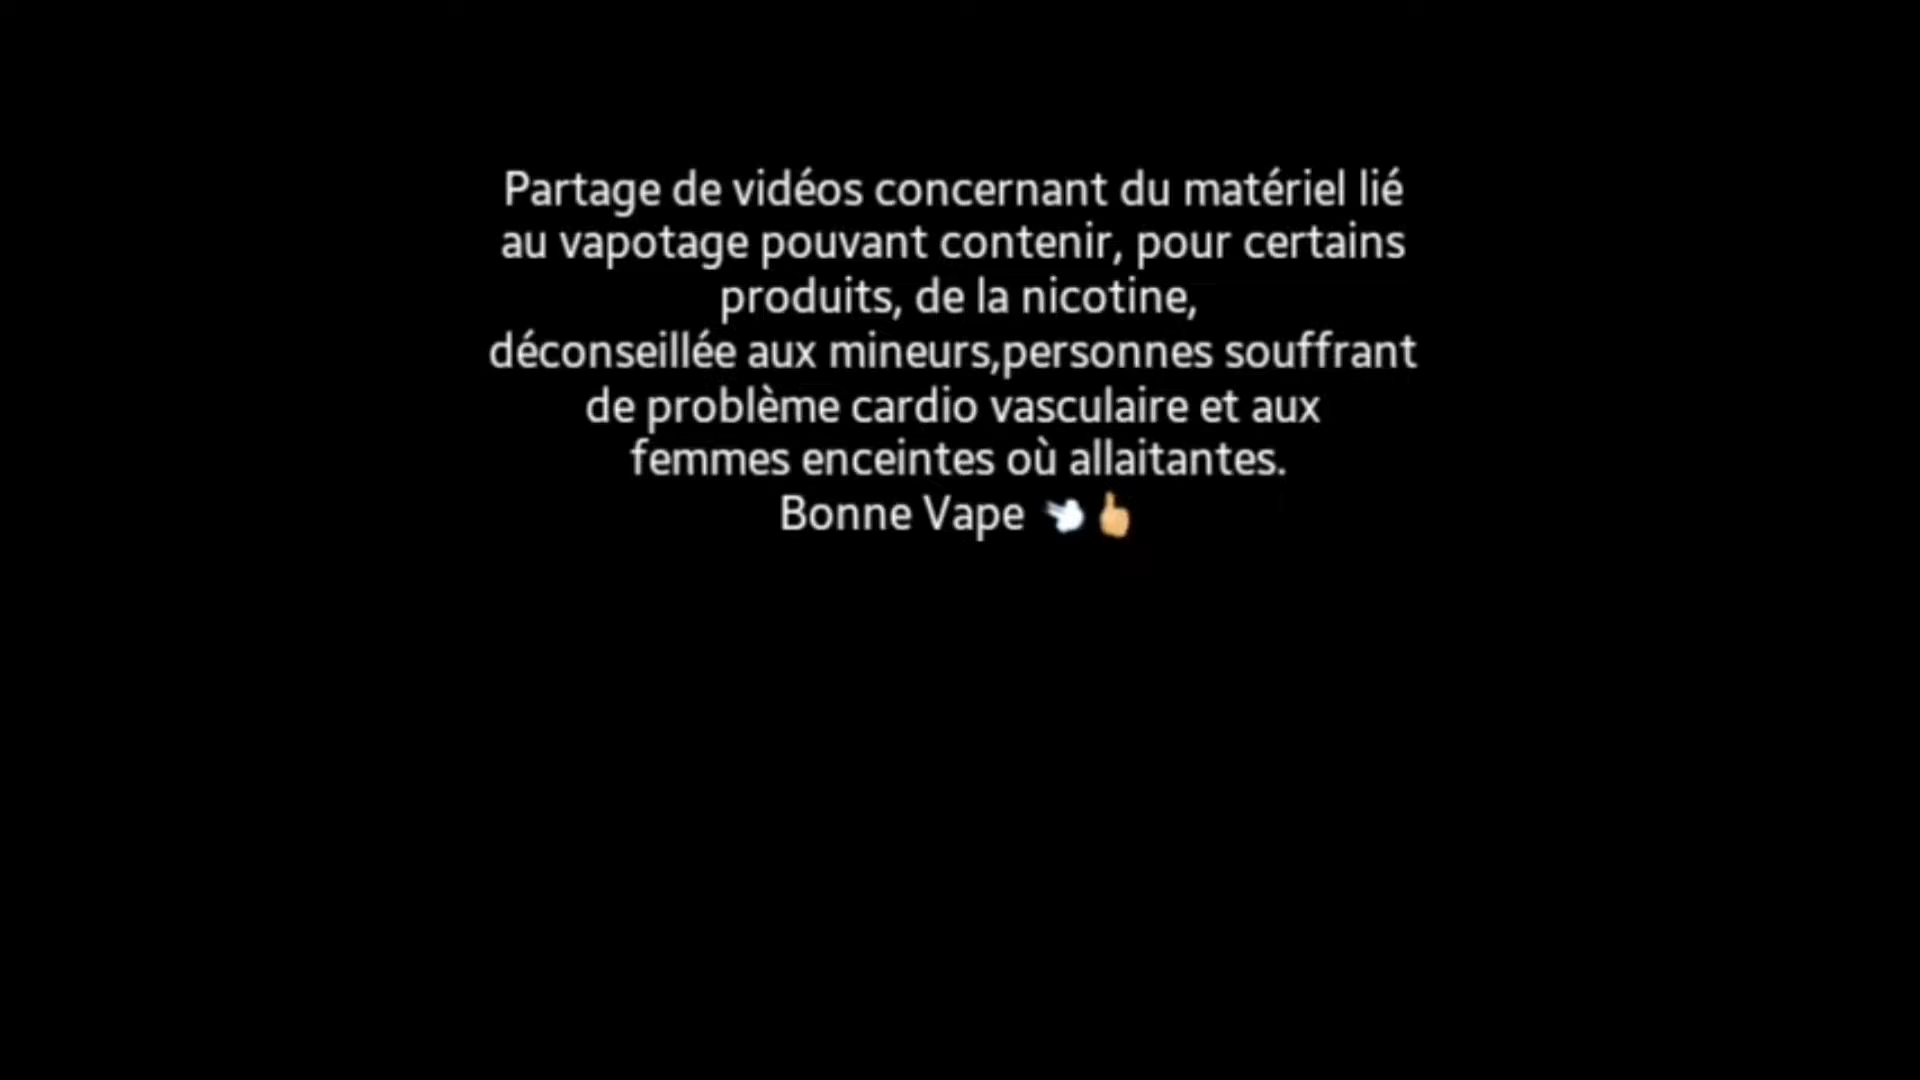 Partage de vidéos concernant du matériel lié
au vapotage pouvant contenir, pour certains
produits, de la nicotine,
déconseillée aux mineurs,personnes souffrant
de problème cardio vasculaire et aux
femmes enceintes où allaitantes.
Bonne Vape